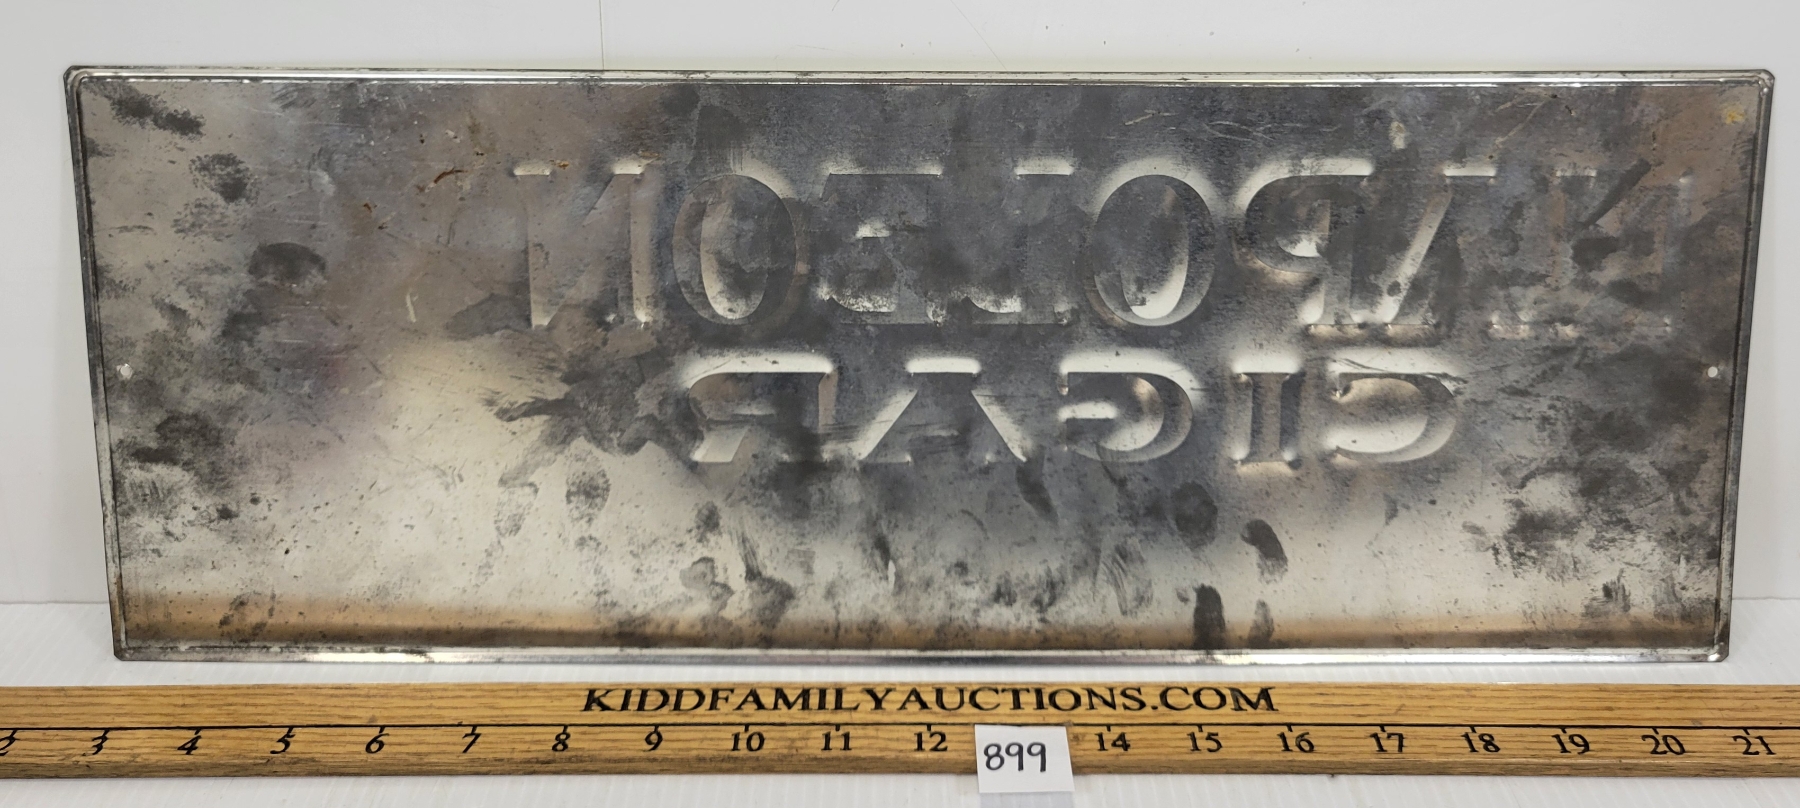 NAPOLEON
CIGAR
KIDDFAMILYAUCTIONS.COM
2 3 4 5 6 7 8 9 10 11 12 14 15 16 17 18 19 20 21
899